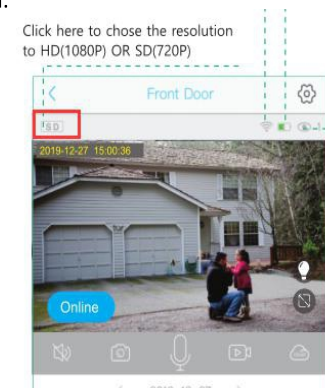 Click here to chose the resolution
to HD(1080P) OR SD(720P)
Front Door
SD
2019-12-27 15:00:36
Online